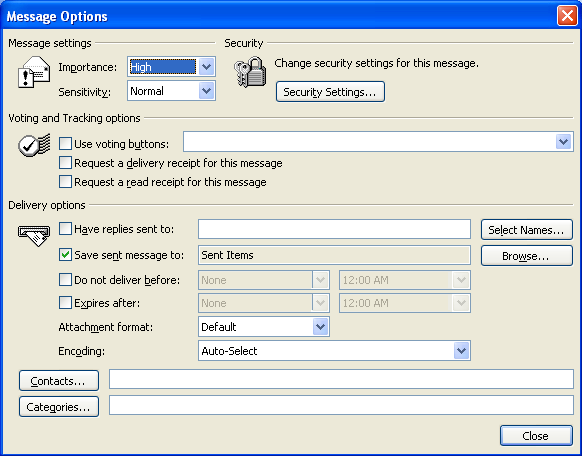 Message Options
Message settings Security
Importance: High Change security settings for this message.
Sensitivity: Normal Security Settings...
Voting and Tracking options
Use voting buttons:
Request a delivery receipt for this message
Request a read receipt for this message
Delivery options
Have replies sent to: Select Names...
Save sent message to: Sent Items Browse...
Do not deliver before: None 12:00 AM
Expires after: None 12:00 AM
Attachment format: Default
Encoding: Auto-Select
Contacts...
Categories...
Close